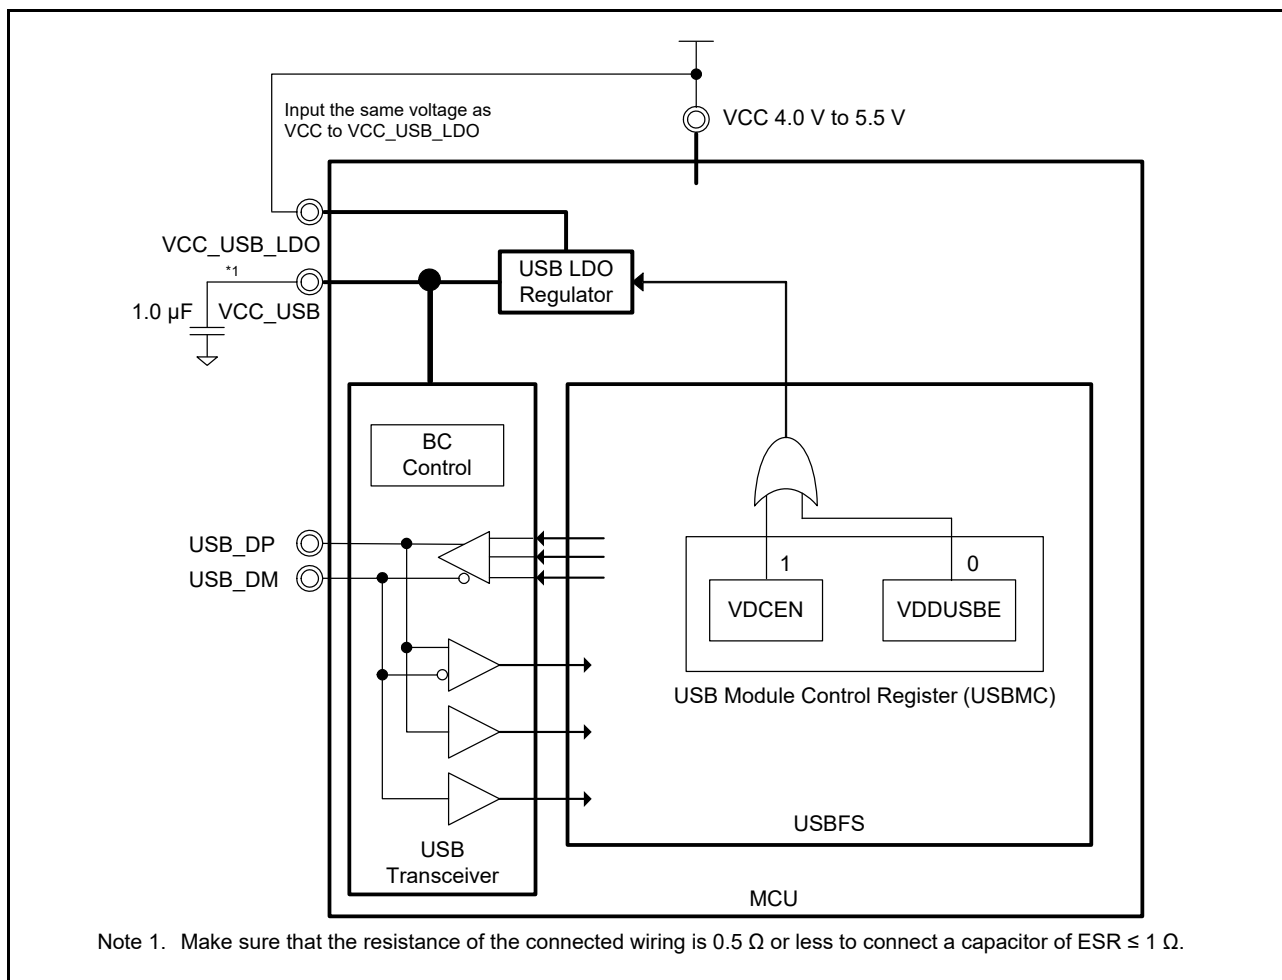 Input the same voltage as
VCC to VCC_USB_LDO
VCC 4.0 V to 5.5 V
VCC_USB_LDO
*1
1.0 µF
VCC_USB
USB LDO
Regulator
BC
Control
USB_DP
USB_DM
1
0
VDCEN
VDDUSBE
USB Module Control Register (USBMC)
USBFS
USB
Transceiver
MCU
Note 1. Make sure that the resistance of the connected wiring is 0.5 Ω or less to connect a capacitor of ESR ≤ 1 Ω.